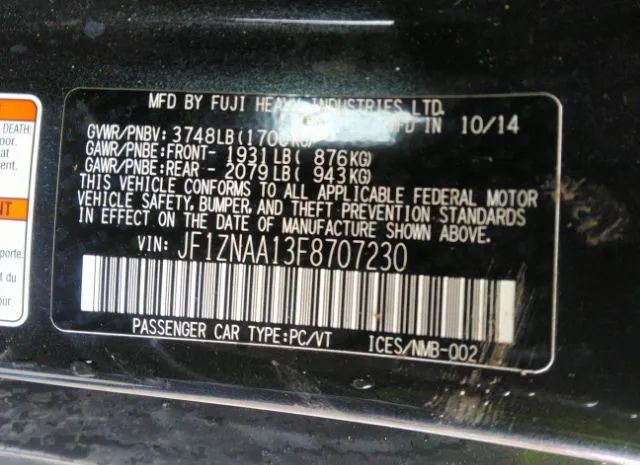 MFD BY FUJI HEAVY INDUSTRIES LTD.
IN 10/14
GVWR/PNBV: 3748LB(1700KG)
GAWR/PNBE:FRONT- 1931LB( 876KG)
GAWR/PNBE:REAR - 2079LB( 943KG)
THIS VEHICLE CONFORMS TO ALL APPLICABLE FEDERAL MOTOR
VEHICLE SAFETY, BUMPER, AND THEFT PREVENTION STANDARDS
IN EFFECT ON THE DATE OF MANUFACTURE SHOWN ABOVE.
VIN: JF1ZNAA13F8707230
PASSENGER CAR TYPE:PC/VT ICES/NMB-002
DEATH: